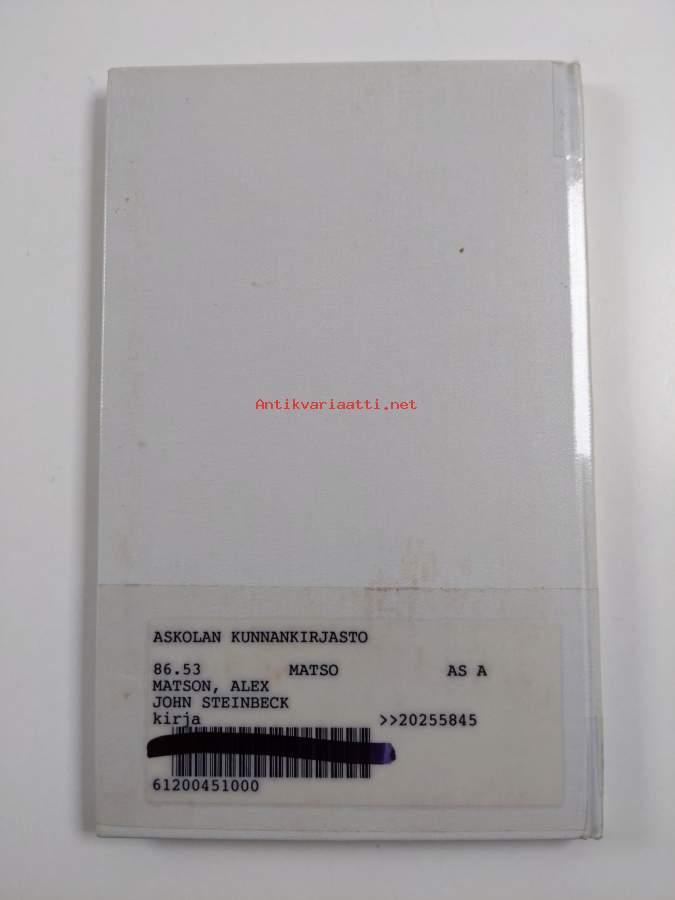 Antikvariaatti.net
ASKOLAN KUNNANKIRJASTO
86.53 MATSO AS A
MATSON, ALEX
JOHN STEINBECK
kirja >>20255845
61200451000